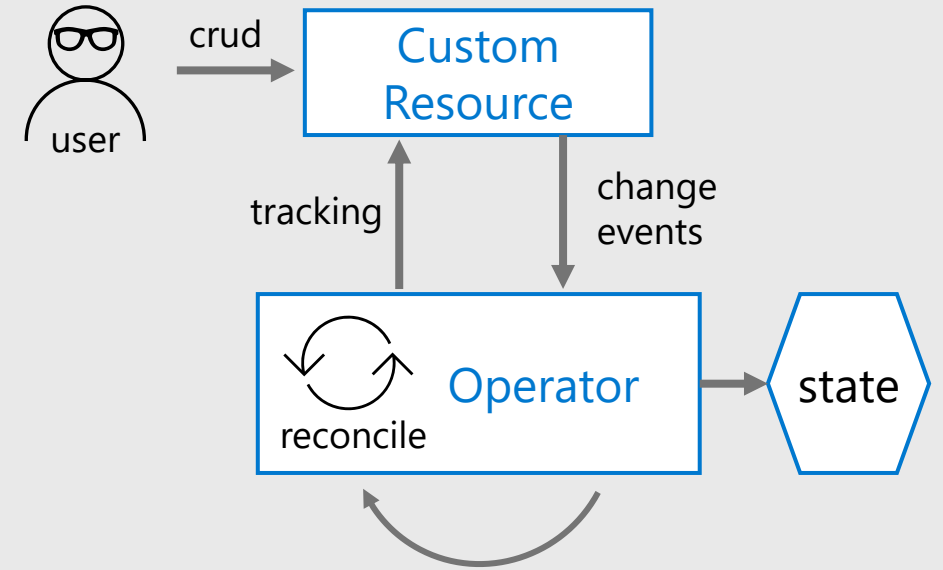 crud
user
Custom
Resource
tracking
change
events
reconcile
Operator
state